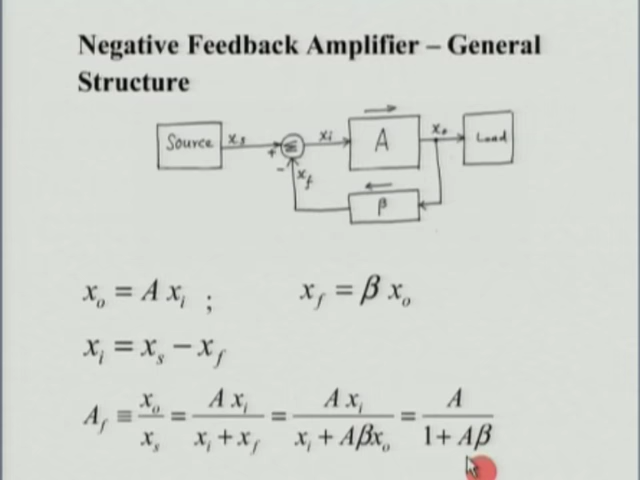 Negative Feedback Amplifier – General
Structure
Source
x_s
+
Σ
-
x_i
A
x_o
Load
x_f
β
x_o = A x_i ; x_f = β x_o
x_i = x_s − x_f
A_f ≡ x_o / x_s = A x_i / (x_i + x_f) = A x_i / (x_i + Aβx_o) = A / (1 + Aβ)